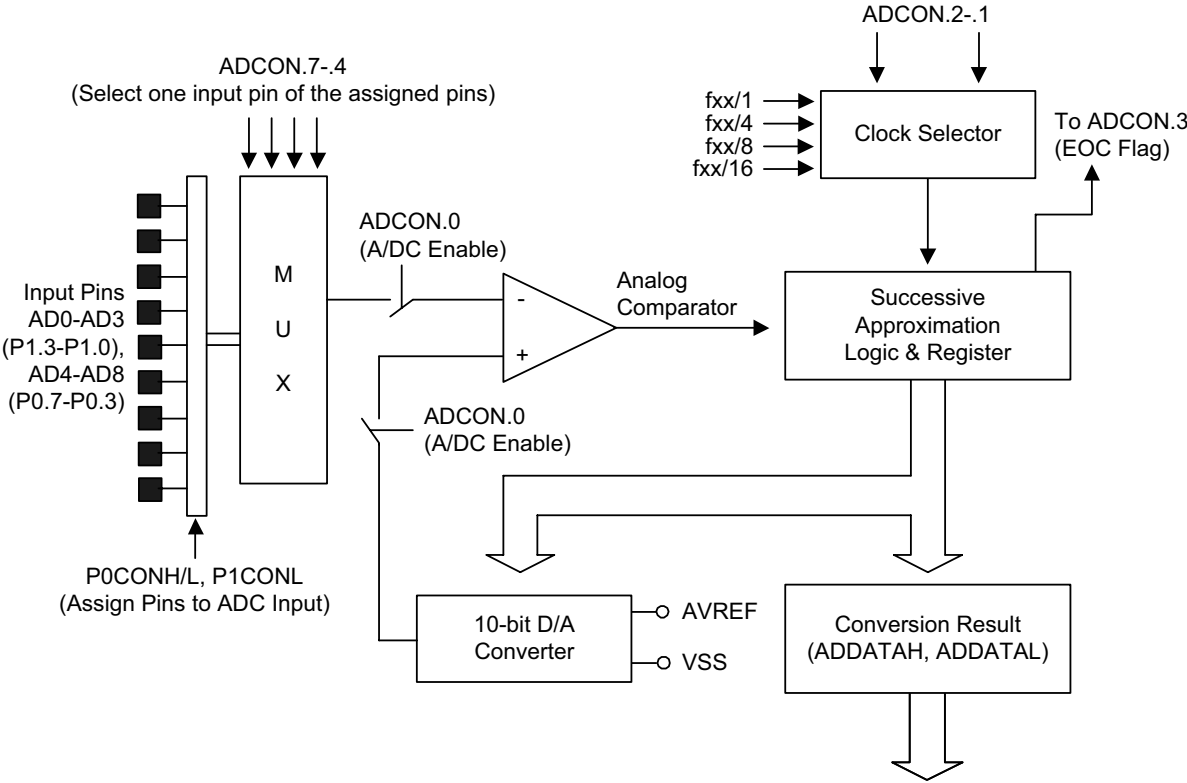 ADCON.2-.1
ADCON.7-.4
(Select one input pin of the assigned pins)
fxx/1
fxx/4
fxx/8
fxx/16
Clock Selector
To ADCON.3
(EOC Flag)
ADCON.0
(A/DC Enable)
M
U
X
Input Pins
AD0-AD3
(P1.3-P1.0),
AD4-AD8
(P0.7-P0.3)
-
+
Analog
Comparator
Successive
Approximation
Logic & Register
ADCON.0
(A/DC Enable)
P0CONH/L, P1CONL
(Assign Pins to ADC Input)
10-bit D/A
Converter
AVREF
VSS
Conversion Result
(ADDATAH, ADDATAL)